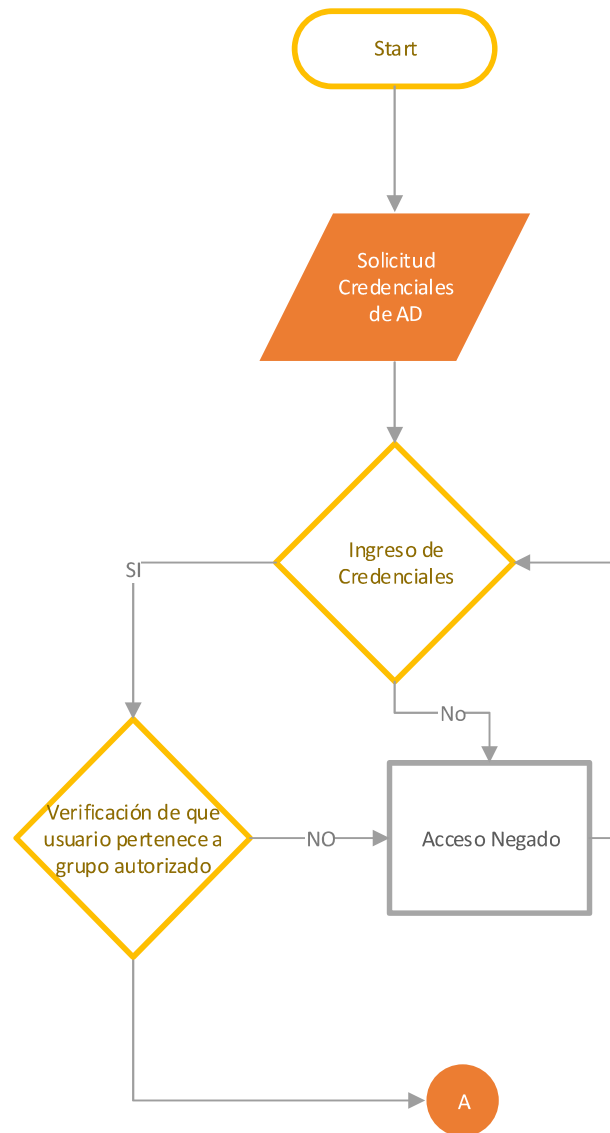 Start
Solicitud
Credenciales
de AD
Ingreso de
Credenciales
SI
No
Verificación de que
usuario pertenece a
grupo autorizado
NO
Acceso Negado
A